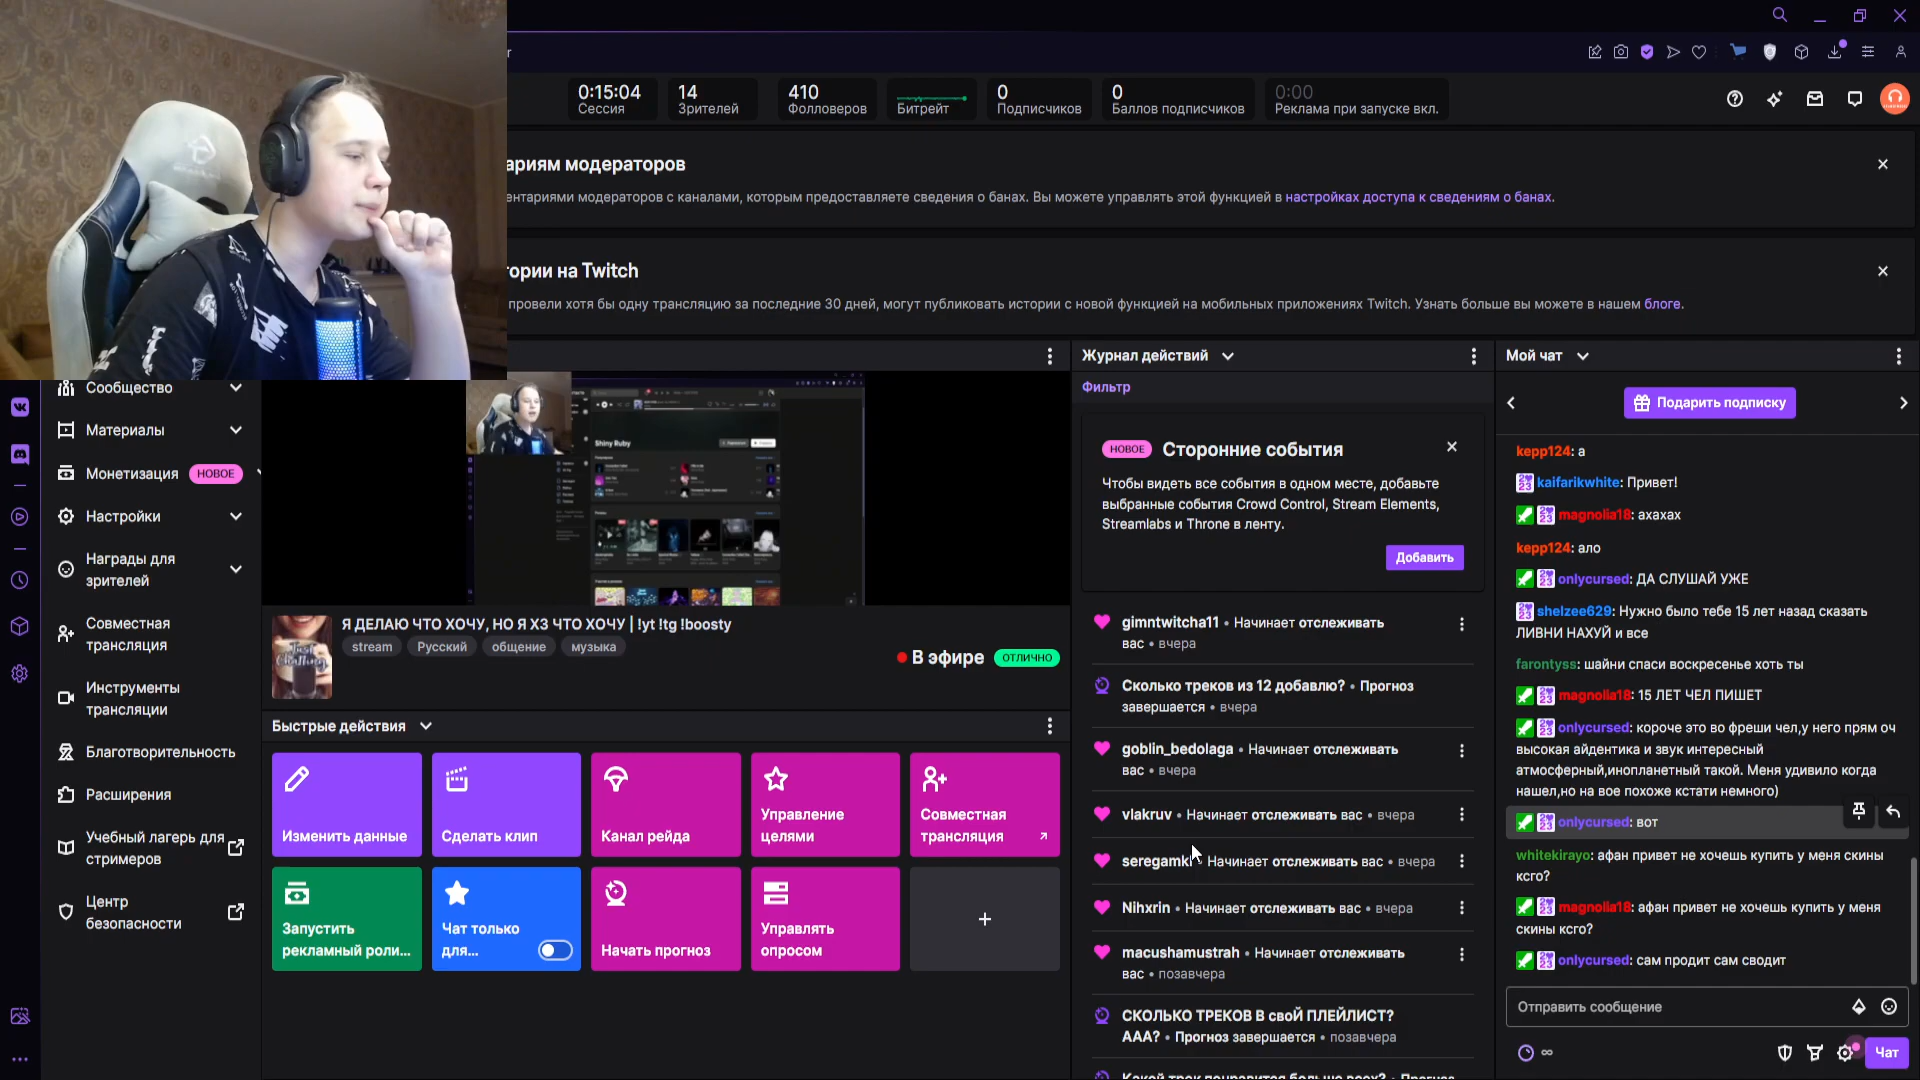 0:15:04
Сессия
14
Зрителей
410
Фолловеров
Битрейт
0
Подписчиков
0
Баллов подписчиков
0:00
Реклама при запуске вкл.
ариям модераторов
ентариями модераторов с каналами, которым предоставляете сведения о банах. Вы можете управлять этой функцией в настройках доступа к сведениям о банах.
ории на Twitch
провели хотя бы одну трансляцию за последние 30 дней, могут публиковать истории с новой функцией на мобильных приложениях Twitch. Узнать больше вы можете в нашем блоге.
Сообщество
Материалы
Монетизация НОВОЕ
Настройки
Награды для
зрителей
Совместная
трансляция
Инструменты
трансляции
Благотворительность
Расширения
Учебный лагерь для
стримеров
Центр
безопасности
Shiny Ruby
Я ДЕЛАЮ ЧТО ХОЧУ, НО Я ХЗ ЧТО ХОЧУ | !yt !tg !boosty
stream Русский общение музыка
В эфире ОТЛИЧНО
Быстрые действия
Изменить данные
Сделать клип
Канал рейда
Управление
целями
Совместная
трансляция
Запустить
рекламный роли...
Чат только
для...
Начать прогноз
Управлять
опросом
Журнал действий
Фильтр
НОВОЕ Сторонние события
Чтобы видеть все события в одном месте, добавьте
выбранные события Crowd Control, Stream Elements,
Streamlabs и Throne в ленту.
Добавить
gimntwitcha11 • Начинает отслеживать
вас • вчера
Сколько треков из 12 добавлю? • Прогноз
завершается • вчера
goblin_bedolaga • Начинает отслеживать
вас • вчера
vlakruv • Начинает отслеживать вас • вчера
seregamki Начинает отслеживать вас • вчера
Nihxrin • Начинает отслеживать вас • вчера
macushamustrah • Начинает отслеживать
вас • позавчера
СКОЛЬКО ТРЕКОВ В своЙ ПЛЕЙЛИСТ?
ААА? • Прогноз завершается • позавчера
Какой трек понравится больше всех? • Прогноз
Мой чат
Подарить подписку
kepp124: а
kaifarikwhite: Привет!
magnolia18: ахахах
kepp124: ало
onlycursed: ДА СЛУШАЙ УЖЕ
shelzee629: Нужно было тебе 15 лет назад сказать
ЛИВНИ НАХУЙ и все
farontyss: шайни спаси воскресенье хоть ты
magnolia18: 15 ЛЕТ ЧЕЛ ПИШЕТ
onlycursed: короче это во фреши чел,у него прям оч
высокая айдентика и звук интересный
атмосферный,инопланетный такой. Меня удивило когда
нашел,но на вое похоже кстати немного)
onlycursed: вот
whitekirayo: афан привет не хочешь купить у меня скины
ксго?
magnolia18: афан привет не хочешь купить у меня
скины ксго?
onlycursed: сам продит сам сводит
Отправить сообщение
Чат